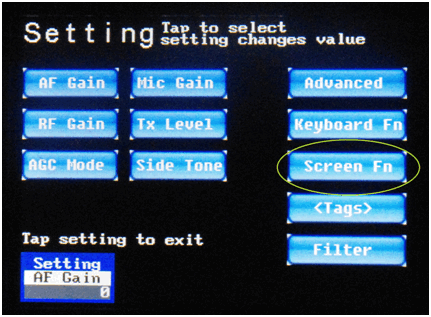 Setting Tap to select
setting changes value
AF Gain Mic Gain Advanced
RF Gain Tx Level Keyboard Fn
AGC Mode Side Tone Screen Fn
<Tags>
Tap setting to exit
Filter
Setting
AF Gain
0